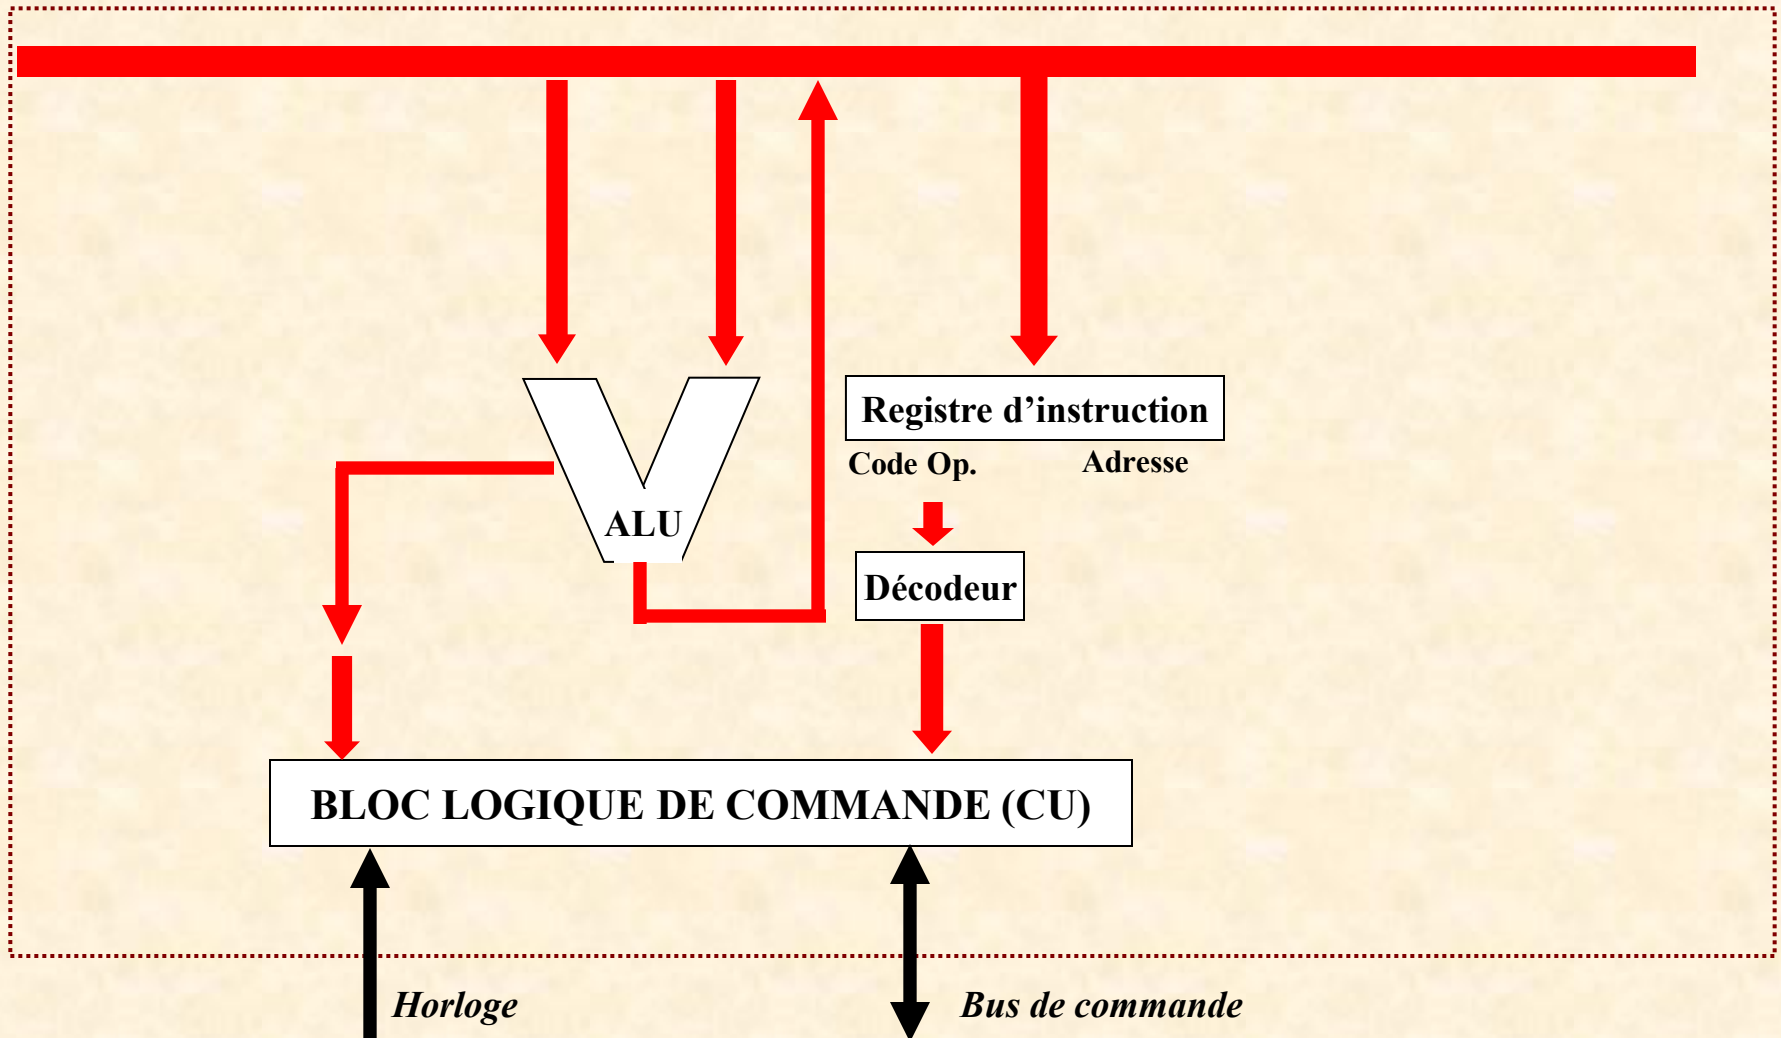 Registre d’instruction
Code Op.
Adresse
ALU
Décodeur
BLOC LOGIQUE DE COMMANDE (CU)
Horloge
Bus de commande